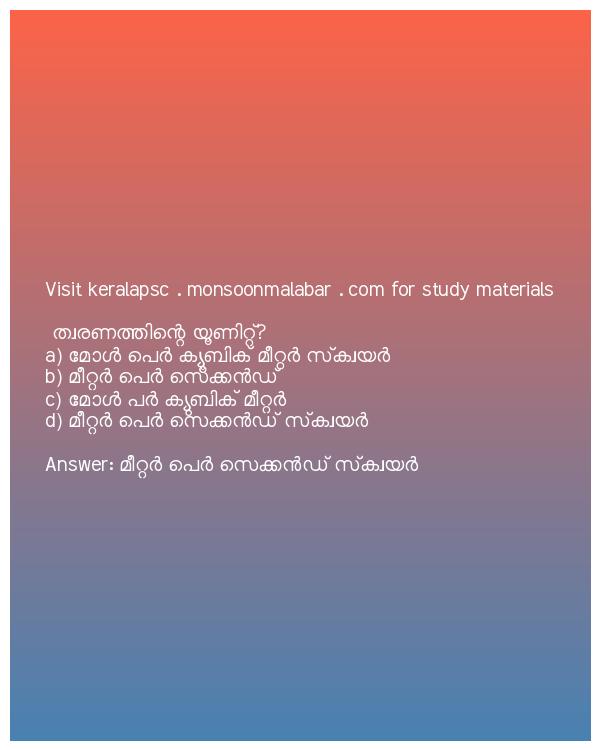 Visit keralapsc . monsoonmalabar . com for study materials
ത്വരണത്തിന്റെ യൂണിറ്റ്?
a) മോൾ പെർ ക്യൂബിക് മീറ്റർ സ്‌ക്വയർ
b) മീറ്റർ പെർ സെക്കൻഡ്
c) മോൾ പർ ക്യുബിക് മീറ്റർ
d) മീറ്റർ പെർ സെക്കൻഡ് സ്‌ക്വയർ
Answer: മീറ്റർ പെർ സെക്കൻഡ് സ്‌ക്വയർ